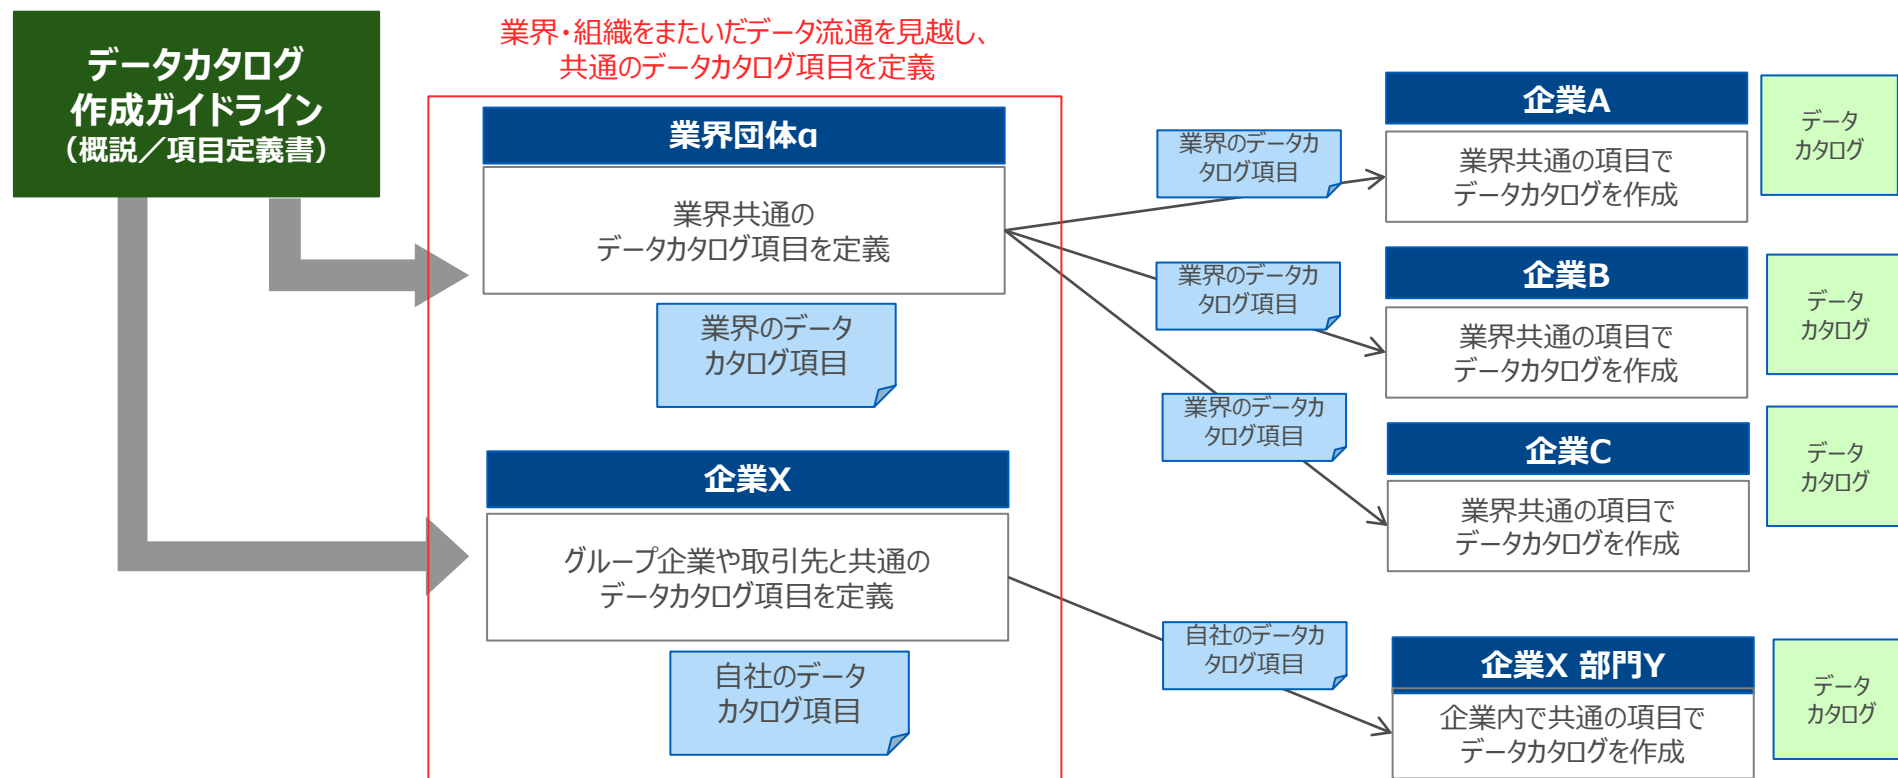 データカタログ
作成ガイドライン
（概説／項目定義書）
業界・組織をまたいだデータ流通を見越し、
共通のデータカタログ項目を定義
業界団体α
業界共通の
データカタログ項目を定義
業界のデータ
カタログ項目
企業X
グループ企業や取引先と共通の
データカタログ項目を定義
自社のデータ
カタログ項目
業界のデータカ
タログ項目
企業A
業界共通の項目で
データカタログを作成
データ
カタログ
業界のデータカ
タログ項目
企業B
業界共通の項目で
データカタログを作成
データ
カタログ
業界のデータカ
タログ項目
企業C
業界共通の項目で
データカタログを作成
データ
カタログ
自社のデータカ
タログ項目
企業X 部門Y
企業内で共通の項目で
データカタログを作成
データ
カタログ